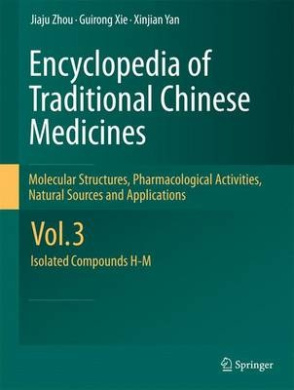 Jiaju Zhou · Guirong Xie · Xinjian Yan
Encyclopedia of
Traditional Chinese
Medicines
Molecular Structures, Pharmacological Activities,
Natural Sources and Applications
Vol.3
Isolated Compounds H-M
Springer